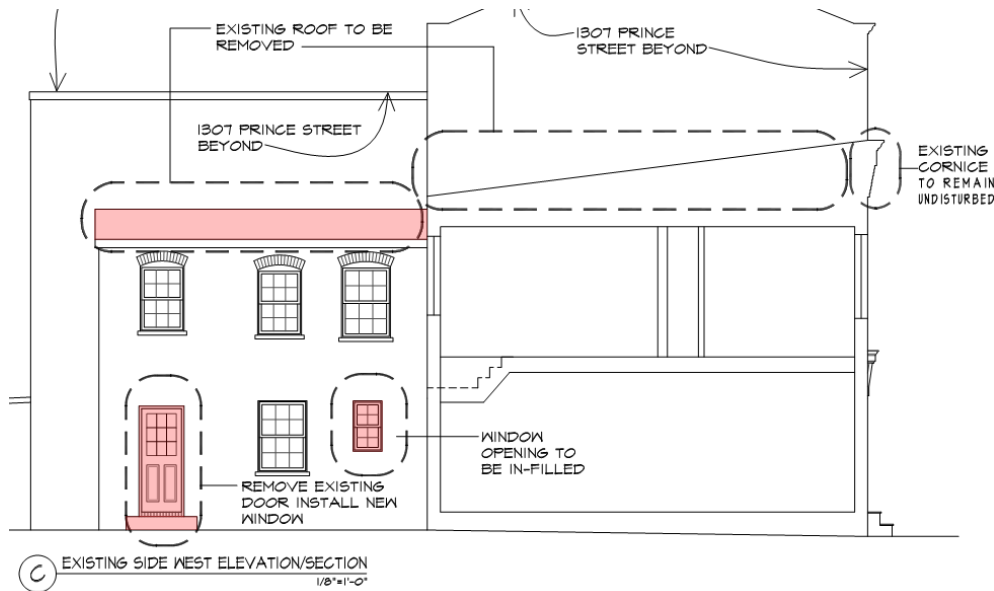 EXISTING ROOF TO BE
REMOVED
1307 PRINCE
STREET BEYOND
1307 PRINCE STREET
BEYOND
EXISTING
CORNICE
TO REMAIN
UNDISTURBED
WINDOW
OPENING TO
BE IN-FILLED
REMOVE EXISTING
DOOR INSTALL NEW
WINDOW
C EXISTING SIDE WEST ELEVATION/SECTION
1/8"=1'-0"